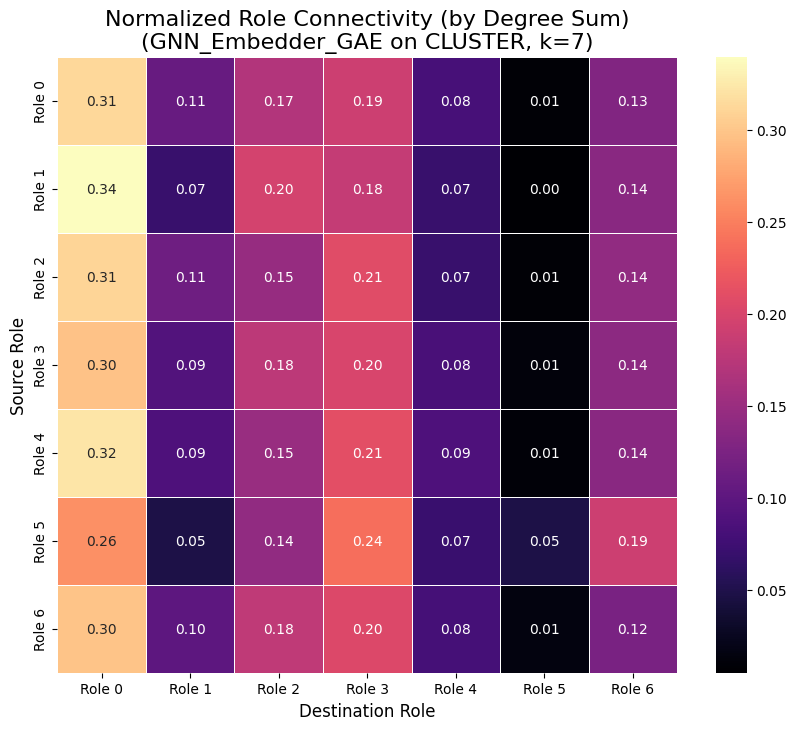 Normalized Role Connectivity (by Degree Sum)
(GNN_Embedder_GAE on CLUSTER, k=7)
Source Role
Role 0 0.31 0.11 0.17 0.19 0.08 0.01 0.13
Role 1 0.34 0.07 0.20 0.18 0.07 0.00 0.14
Role 2 0.31 0.11 0.15 0.21 0.07 0.01 0.14
Role 3 0.30 0.09 0.18 0.20 0.08 0.01 0.14
Role 4 0.32 0.09 0.15 0.21 0.09 0.01 0.14
Role 5 0.26 0.05 0.14 0.24 0.07 0.05 0.19
Role 6 0.30 0.10 0.18 0.20 0.08 0.01 0.12
Role 0 Role 1 Role 2 Role 3 Role 4 Role 5 Role 6
Destination Role
0.30
0.25
0.20
0.15
0.10
0.05